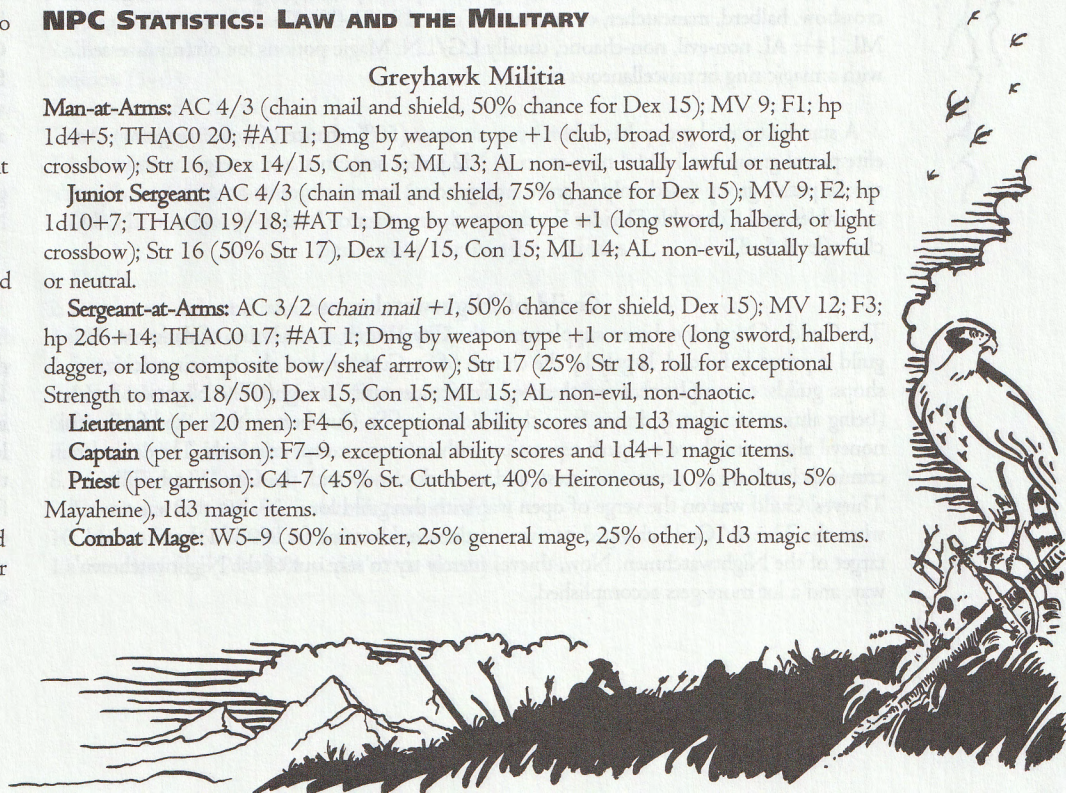 NPC STATISTICS: LAW AND THE MILITARY
Greyhawk Militia
Man-at-Arms: AC 4/3 (chain mail and shield, 50% chance for Dex 15); MV 9; F1; hp
1d4+5; THAC0 20; #AT 1; Dmg by weapon type +1 (club, broad sword, or light
crossbow); Str 16, Dex 14/15, Con 15; ML 13; AL non-evil, usually lawful or neutral.
Junior Sergeant: AC 4/3 (chain mail and shield, 75% chance for Dex 15); MV 9; F2; hp
1d10+7; THAC0 19/18; #AT 1; Dmg by weapon type +1 (long sword, halberd, or light
crossbow); Str 16 (50% Str 17), Dex 14/15, Con 15; ML 14; AL non-evil, usually lawful
or neutral.
Sergeant-at-Arms: AC 3/2 (chain mail +1, 50% chance for shield, Dex 15); MV 12; F3;
hp 2d6+14; THAC0 17; #AT 1; Dmg by weapon type +1 or more (long sword, halberd,
dagger, or long composite bow/sheaf arrrow); Str 17 (25% Str 18, roll for exceptional
Strength to max. 18/50), Dex 15, Con 15; ML 15; AL non-evil, non-chaotic.
Lieutenant (per 20 men): F4–6, exceptional ability scores and 1d3 magic items.
Captain (per garrison): F7–9, exceptional ability scores and 1d4+1 magic items.
Priest (per garrison): C4–7 (45% St. Cuthbert, 40% Heironeous, 10% Pholtus, 5%
Mayaheine), 1d3 magic items.
Combat Mage: W5–9 (50% invoker, 25% general mage, 25% other), 1d3 magic items.